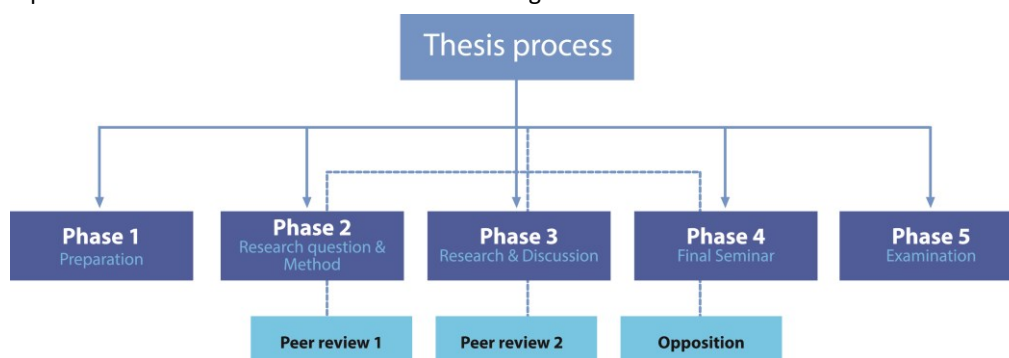 Thesis process
Phase 1
Preparation
Phase 2
Research question &
Method
Phase 3
Research & Discussion
Phase 4
Final Seminar
Phase 5
Examination
Peer review 1
Peer review 2
Opposition